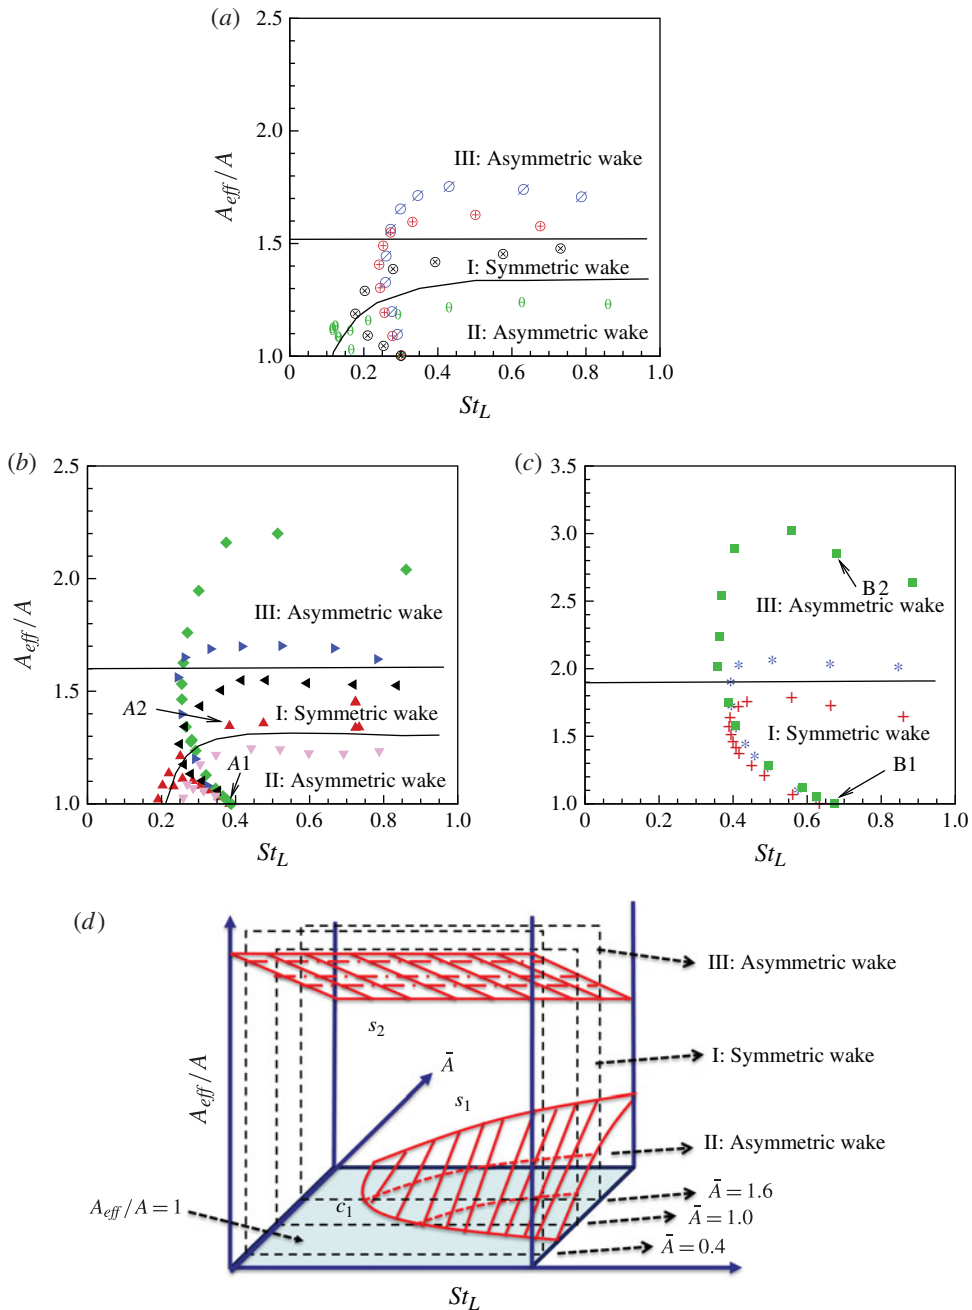 (a)
2.5
2.0
1.5
1.0
A_eff / A
III: Asymmetric wake
I: Symmetric wake
II: Asymmetric wake
0 0.2 0.4 0.6 0.8 1.0
St_L
(b)
2.5
2.0
1.5
1.0
A_eff / A
III: Asymmetric wake
A2
I: Symmetric wake
A1
II: Asymmetric wake
0 0.2 0.4 0.6 0.8 1.0
St_L
(c)
3.5
3.0
2.5
2.0
1.5
1.0
B2
III: Asymmetric wake
I: Symmetric wake
B1
0 0.2 0.4 0.6 0.8 1.0
St_L
(d)
III: Asymmetric wake
s_2
I: Symmetric wake
Ā
A_eff / A
s_1
II: Asymmetric wake
Ā = 1.6
c_1
A_eff / A = 1
Ā = 1.0
Ā = 0.4
St_L